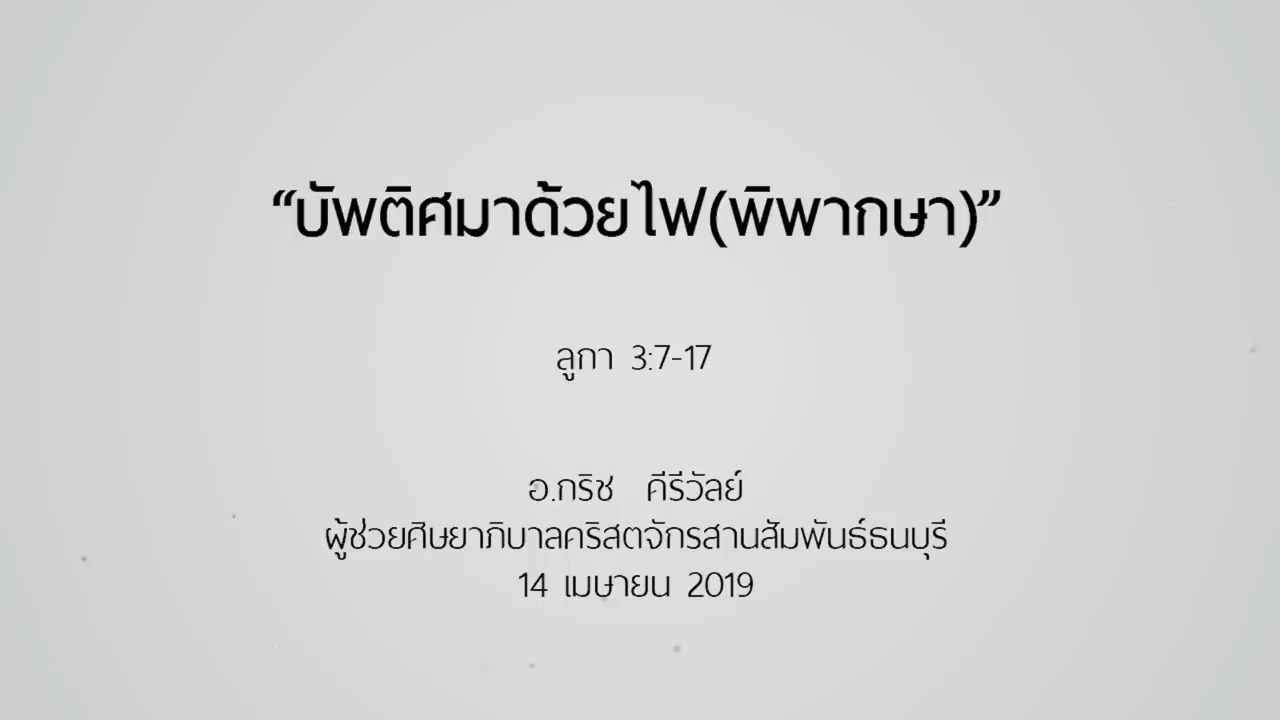 “บัพติศมาด้วยไฟ(พิพากษา)”
ลูกา 3:7-17
อ.กริช คีรีวัลย์
ผู้ช่วยศิษยาภิบาลคริสตจักรสานสัมพันธ์ธนบุรี
14 เมษายน 2019